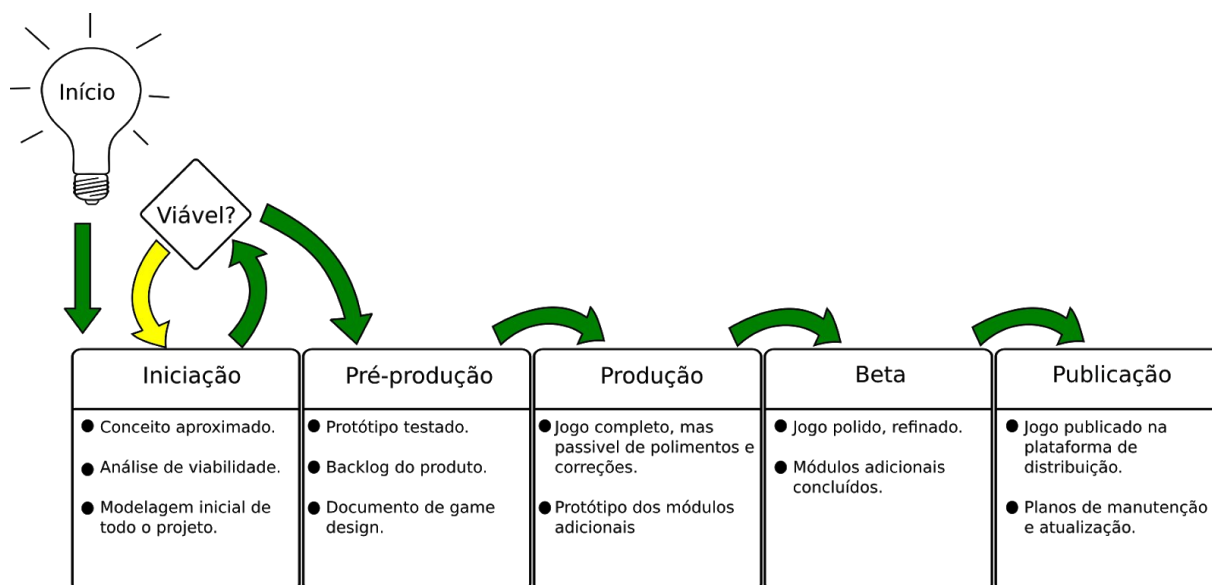 Início
Viável?
Iniciação
Conceito aproximado.
Análise de viabilidade.
Modelagem inicial de
todo o projeto.
Pré-produção
Protótipo testado.
Backlog do produto.
Documento de game
design.
Produção
Jogo completo, mas
passivel de polimentos e
correções.
Protótipo dos módulos
adicionais
Beta
Jogo polido, refinado.
Módulos adicionais
concluídos.
Publicação
Jogo publicado na
plataforma de
distribuição.
Planos de manutenção
e atualização.